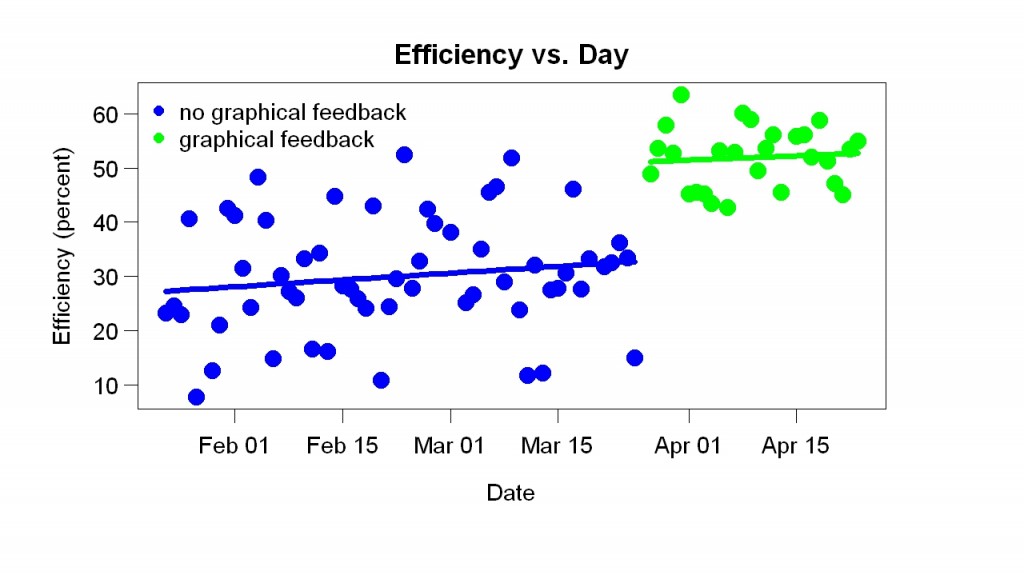 Efficiency vs. Day
no graphical feedback
graphical feedback
60
50
40
30
20
10
Efficiency (percent)
Feb 01 Feb 15 Mar 01 Mar 15 Apr 01 Apr 15
Date